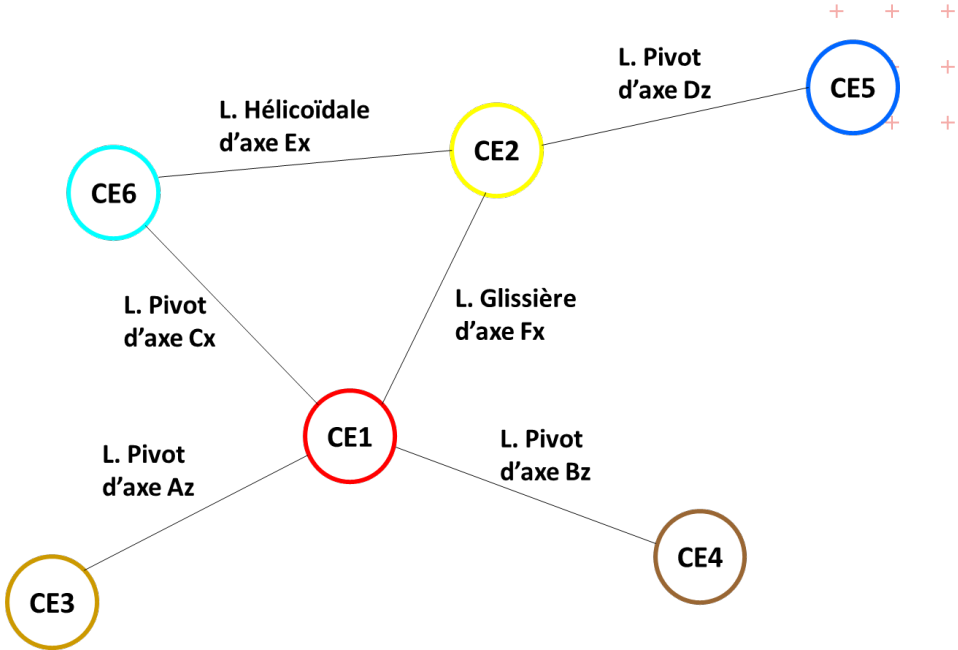 L. Pivot
d'axe Dz
CE5
L. Hélicoïdale
d'axe Ex
CE2
CE6
L. Pivot
d'axe Cx
L. Glissière
d'axe Fx
CE1
L. Pivot
d'axe Az
L. Pivot
d'axe Bz
CE4
CE3